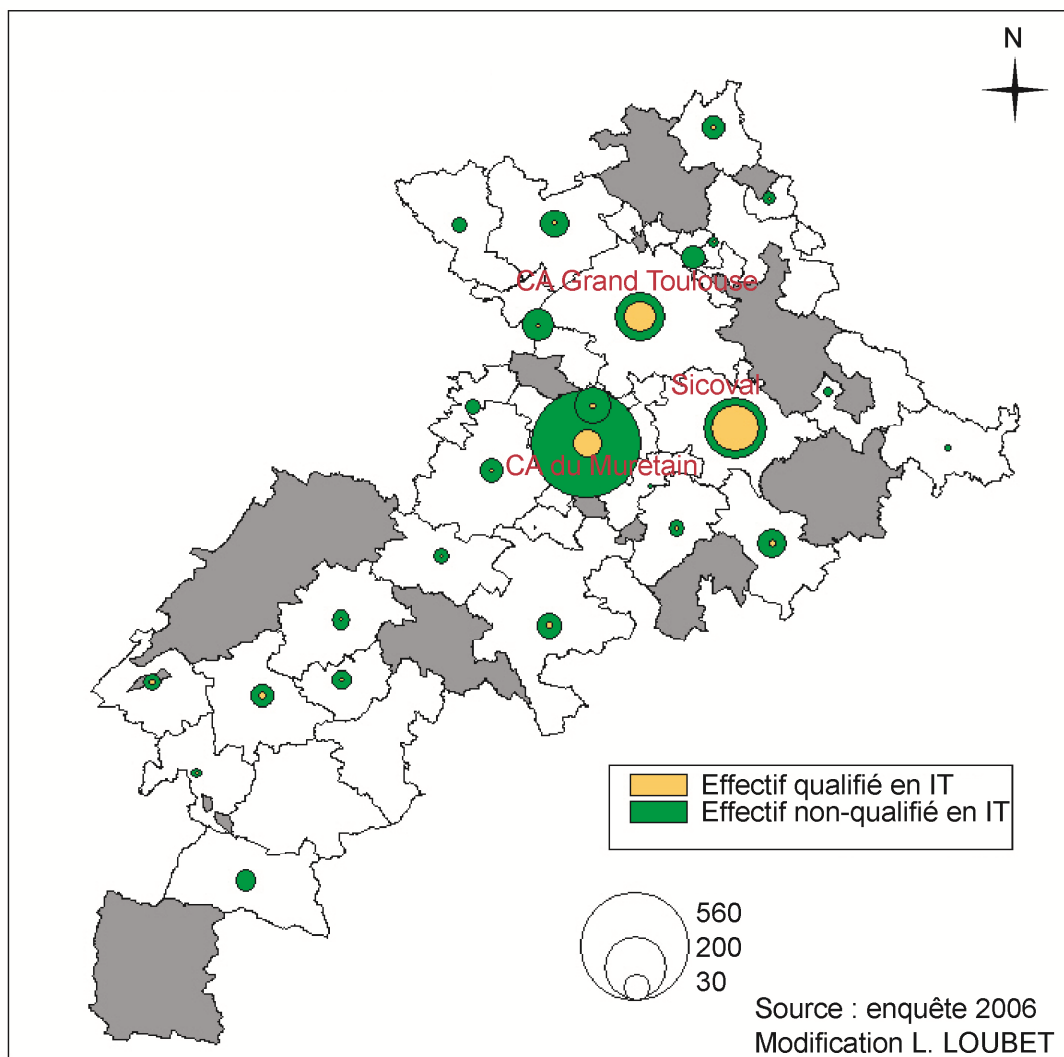 N
CA Grand Toulouse
Sicoval
CA du Muretain
Effectif qualifié en IT
Effectif non-qualifié en IT
560
200
30
Source : enquête 2006
Modification L. LOUBET